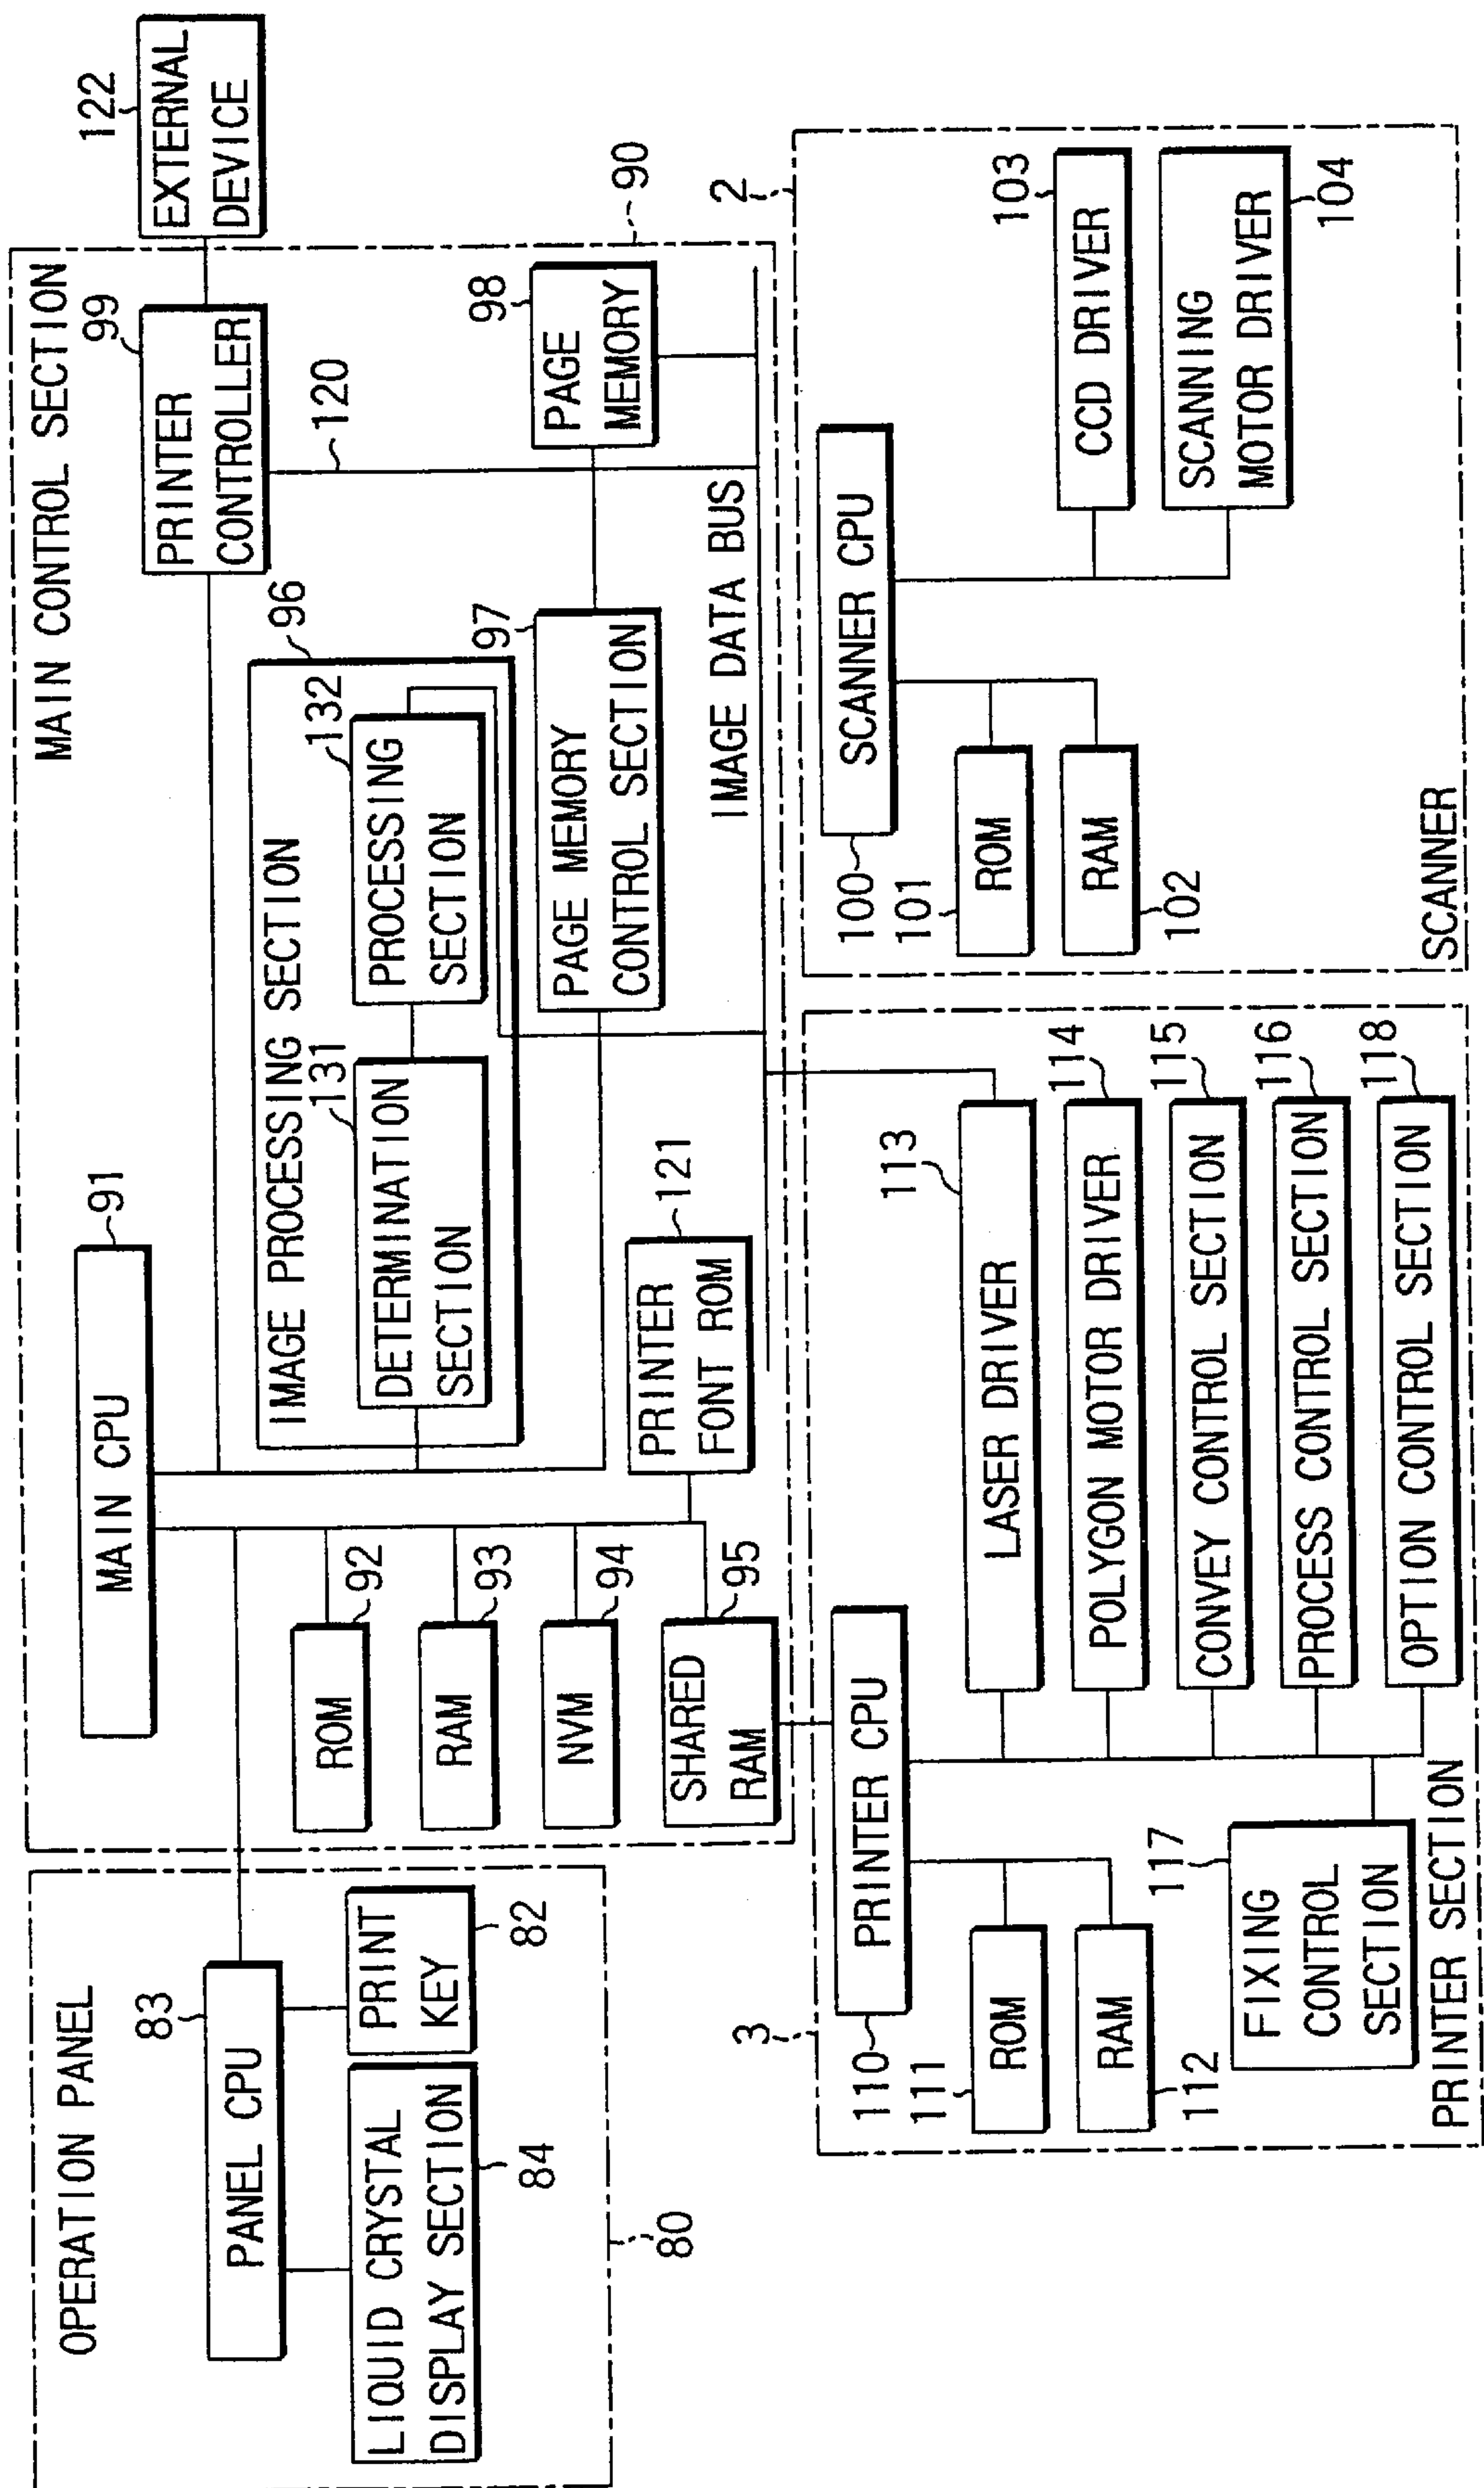 OPERATION PANEL
83
PANEL CPU
LIQUID CRYSTAL
DISPLAY SECTION
84
PRINT
KEY
82
80
MAIN CONTROL SECTION
90
MAIN CPU
91
ROM
92
RAM
93
NVM
94
SHARED
RAM
95
IMAGE PROCESSING SECTION
96
DETERMINATION
SECTION
131
PROCESSING
SECTION
132
PRINTER
FONT ROM
121
PAGE MEMORY
CONTROL SECTION
97
PAGE
MEMORY
98
PRINTER
CONTROLLER
99
120
IMAGE DATA BUS
EXTERNAL
DEVICE
122
3
PRINTER CPU
110
111
ROM
RAM
112
117
FIXING
CONTROL
SECTION
LASER DRIVER
113
POLYGON MOTOR DRIVER
114
CONVEY CONTROL SECTION
115
PROCESS CONTROL SECTION
116
OPTION CONTROL SECTION
118
PRINTER SECTION
2
SCANNER CPU
100
101
ROM
RAM
102
CCD DRIVER
103
SCANNING
MOTOR DRIVER
104
SCANNER